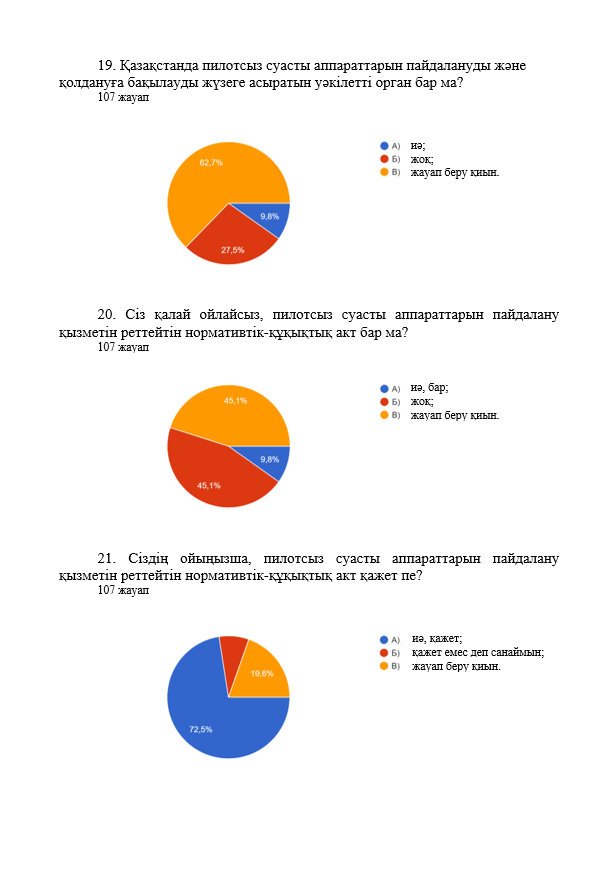 19. Қазақстанда пилотсыз суасты аппараттарын пайдалануды және
қолдануға бақылауды жүзеге асыратын уәкілетті орган бар ма?
107 жауап
62,7%
9,8%
27,5%
А) иә;
Б) жоқ;
В) жауап беру қиын.
20. Сіз қалай ойлайсыз, пилотсыз суасты аппараттарын пайдалану
қызметін реттейтін нормативтік-құқықтық акт бар ма?
107 жауап
45,1%
9,8%
45,1%
А) иә, бар;
Б) жоқ;
В) жауап беру қиын.
21. Сіздің ойыңызша, пилотсыз суасты аппараттарын пайдалану
қызметін реттейтін нормативтік-құқықтық акт қажет пе?
107 жауап
19,6%
72,5%
А) иә, қажет;
Б) қажет емес деп санаймын;
В) жауап беру қиын.